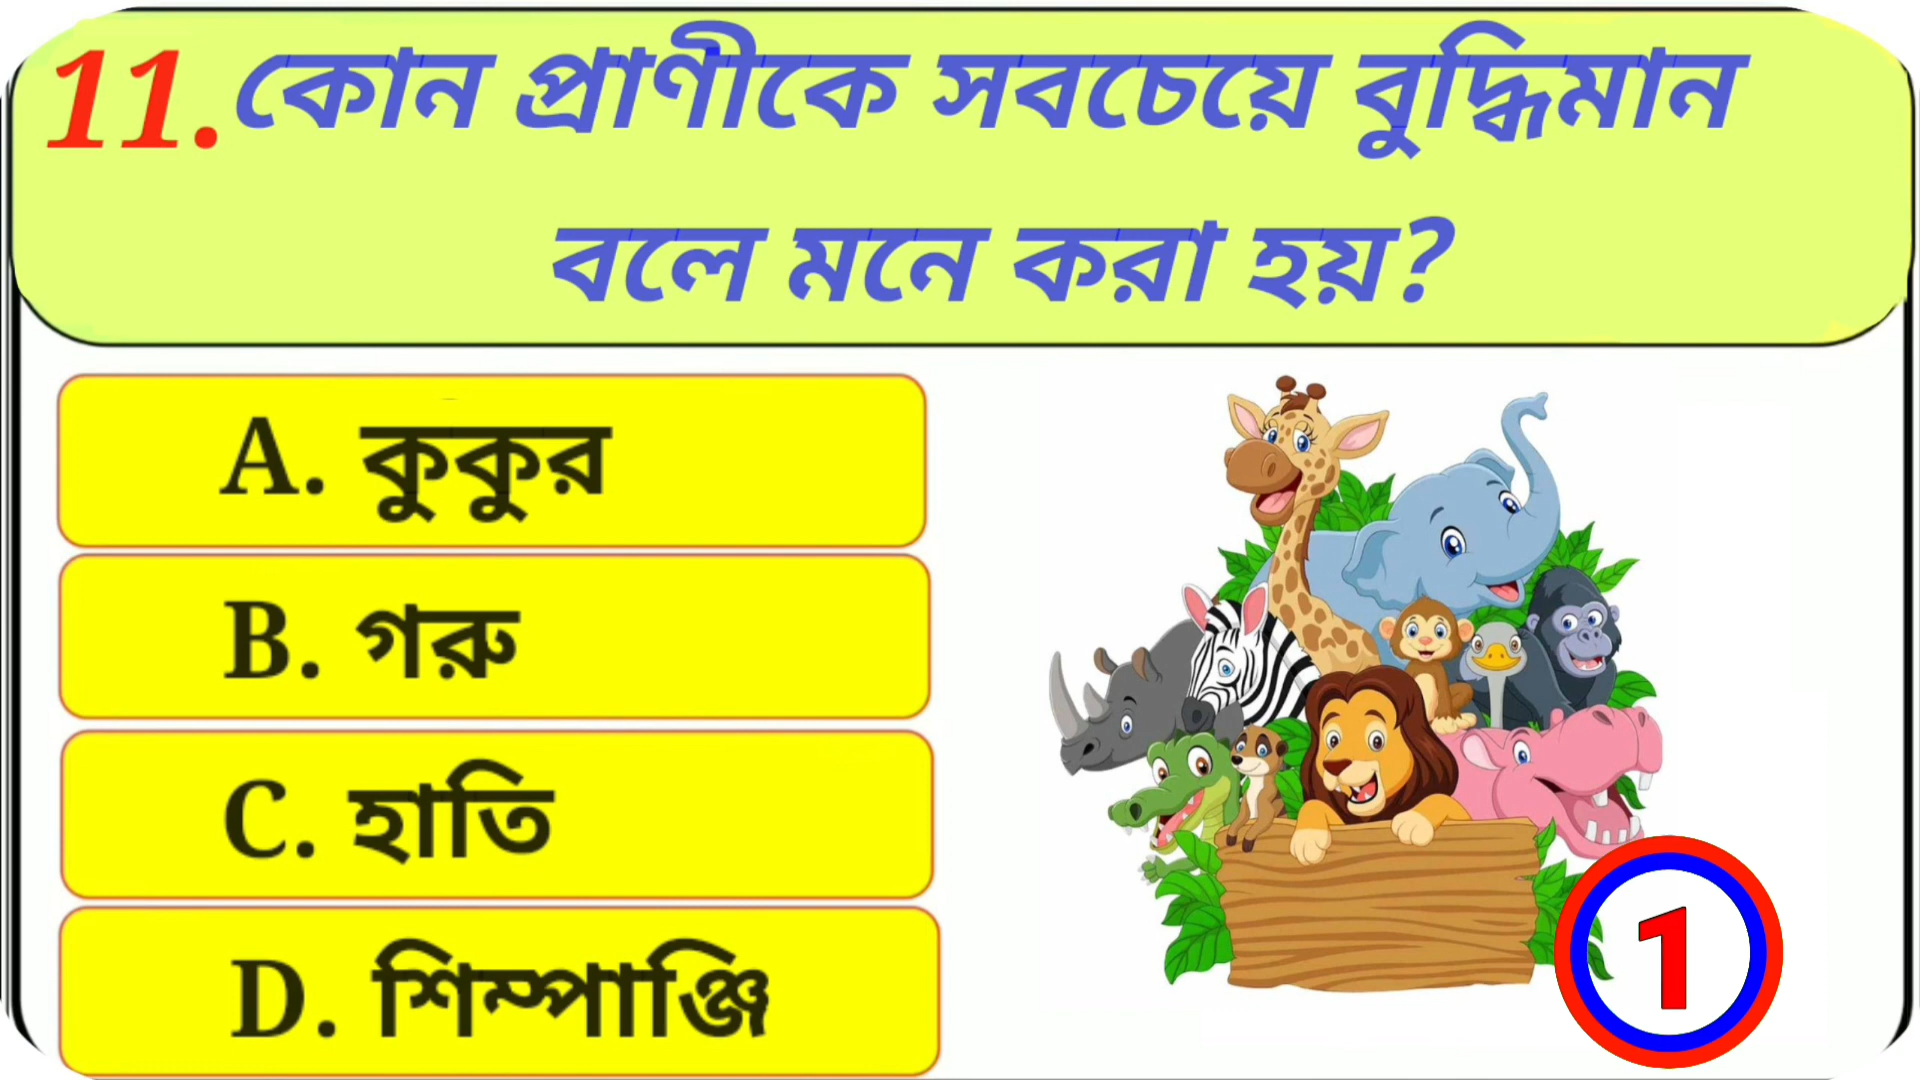 11. কোন প্রাণীকে সবচেয়ে বুদ্ধিমান
বলে মনে করা হয়?
A. কুকুর
B. গরু
C. হাতি
D. শিম্পাঞ্জি
1